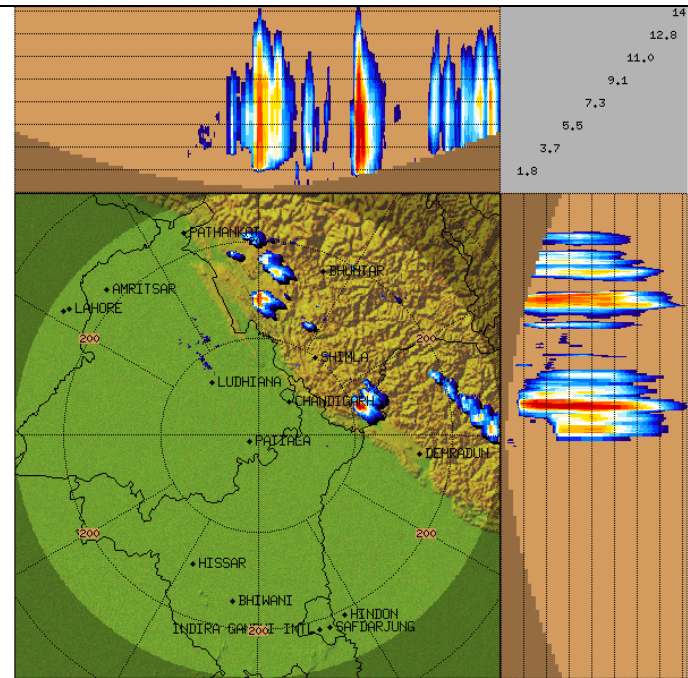 14
12.8
11.0
9.1
7.3
5.5
3.7
1.8
PATHANKOT
BHUNTAR
AMRITSAR
LAHORE
200
200
SHIMLA
LUDHIANA
CHANDIGARH
PATIALA
DEHRADUN
200
200
HISSAR
BHIWANI
HINDON
INDIRA GANDHI INTL
200
SAFDARJUNG